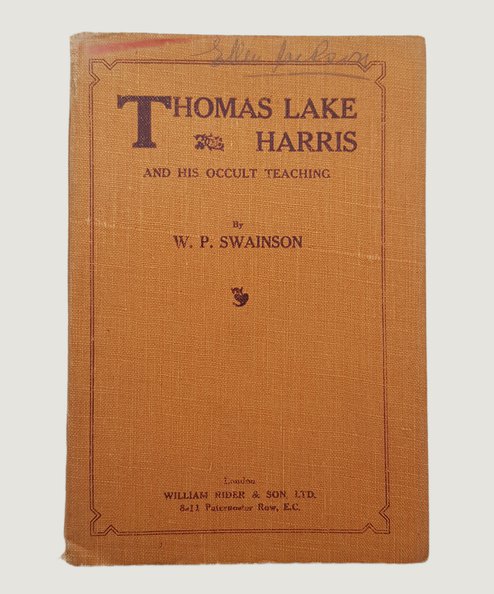 THOMAS LAKE
HARRIS
AND HIS OCCULT TEACHING
By
W. P. SWAINSON
London
WILLIAM RIDER & SON, LTD.
8-11 Paternoster Row, E.C.